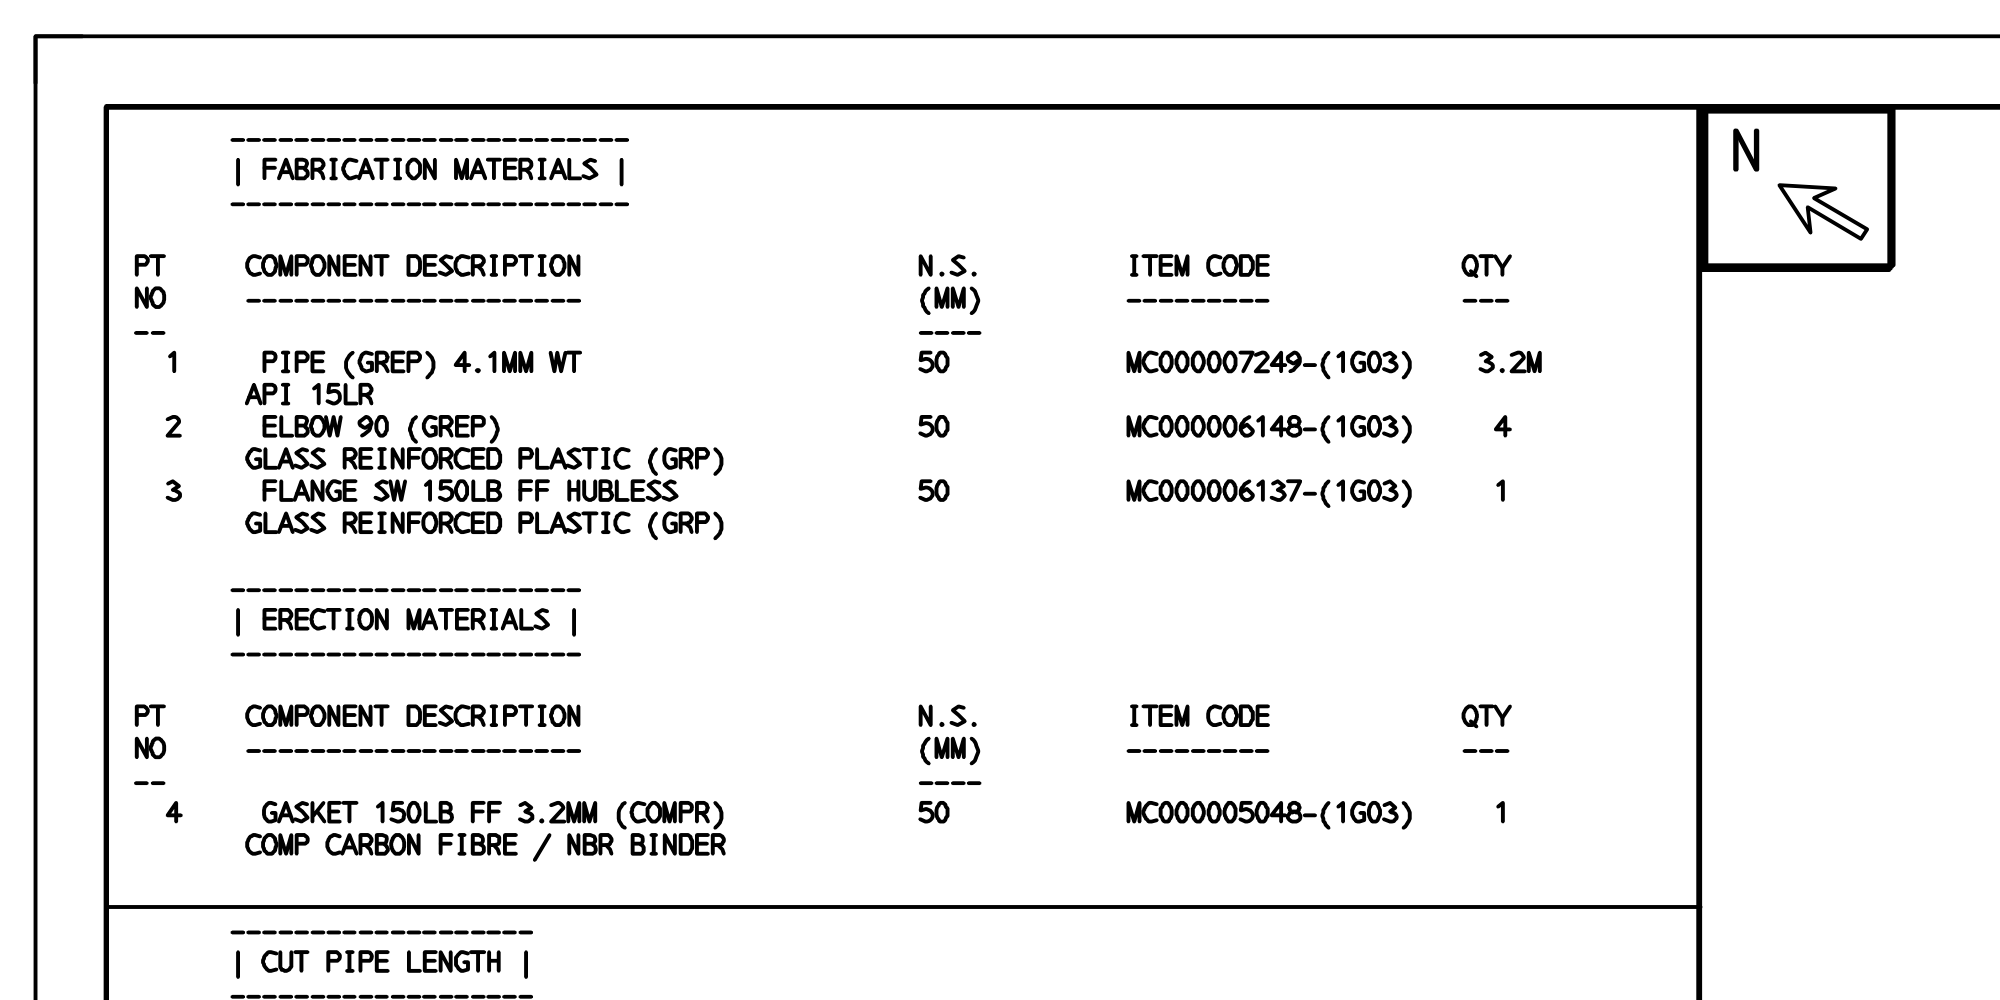 -------------------------
| FABRICATION MATERIALS |
-------------------------
PT COMPONENT DESCRIPTION N.S. ITEM CODE QTY
NO --------------------- (MM) --------- ---
-- ----
1 PIPE (GREP) 4.1MM WT 50 MC000007249-(1G03) 3.2M
API 15LR
2 ELBOW 90 (GREP) 50 MC000006148-(1G03) 4
GLASS REINFORCED PLASTIC (GRP)
3 FLANGE SW 150LB FF HUBLESS 50 MC000006137-(1G03) 1
GLASS REINFORCED PLASTIC (GRP)
----------------------
| ERECTION MATERIALS |
----------------------
PT COMPONENT DESCRIPTION N.S. ITEM CODE QTY
NO --------------------- (MM) --------- ---
-- ----
4 GASKET 150LB FF 3.2MM (COMPR) 50 MC000005048-(1G03) 1
COMP CARBON FIBRE / NBR BINDER
-------------------
| CUT PIPE LENGTH |
-------------------
N